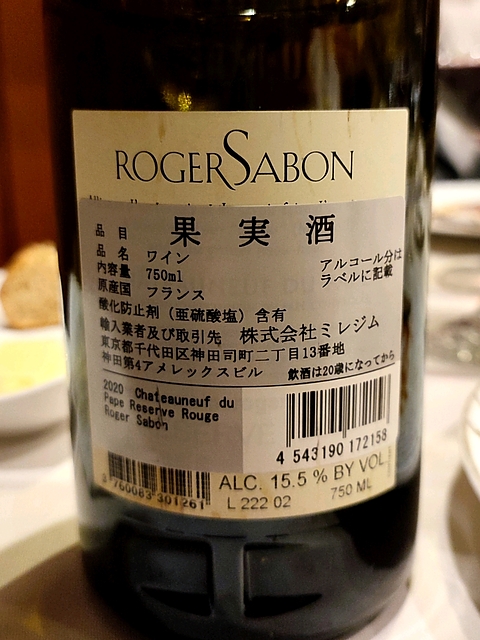 ROGER SABON
品目 果実酒
品名 ワイン
アルコール分は
内容量 750ml
ラベルに記載
原産国 フランス
酸化防止剤（亜硫酸塩）含有
輸入業者及び取引先 株式会社ミレジム
東京都千代田区神田司町二丁目13番地
神田第4アメレックスビル 飲酒は20歳になってから
2020 Chateauneuf du
Pape Reserve Rouge
Roger Sabon
4 543190 172158
3 760083 301261
ALC. 15.5 % BY VOL
L 222 02
750 ML